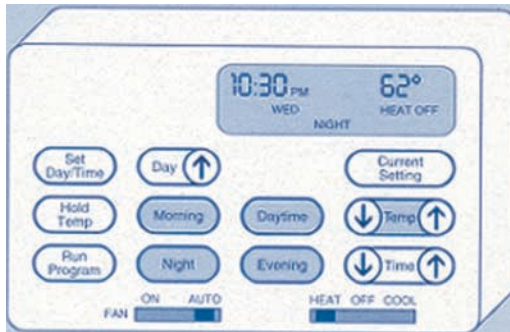 10:30 PM 62°
WED HEAT OFF
NIGHT
Set Day/Time
Day
Current Setting
Hold Temp
Morning
Daytime
Temp
Run Program
Night
Evening
Time
ON AUTO
FAN
HEAT OFF COOL